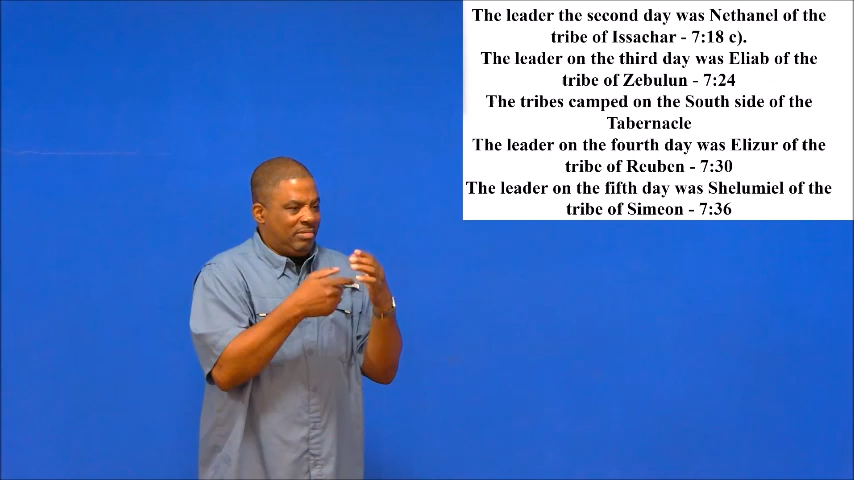 The leader the second day was Nethanel of the
tribe of Issachar - 7:18 c).
The leader on the third day was Eliab of the
tribe of Zebulun - 7:24
The tribes camped on the South side of the
Tabernacle
The leader on the fourth day was Elizur of the
tribe of Reuben - 7:30
The leader on the fifth day was Shelumiel of the
tribe of Simeon - 7:36